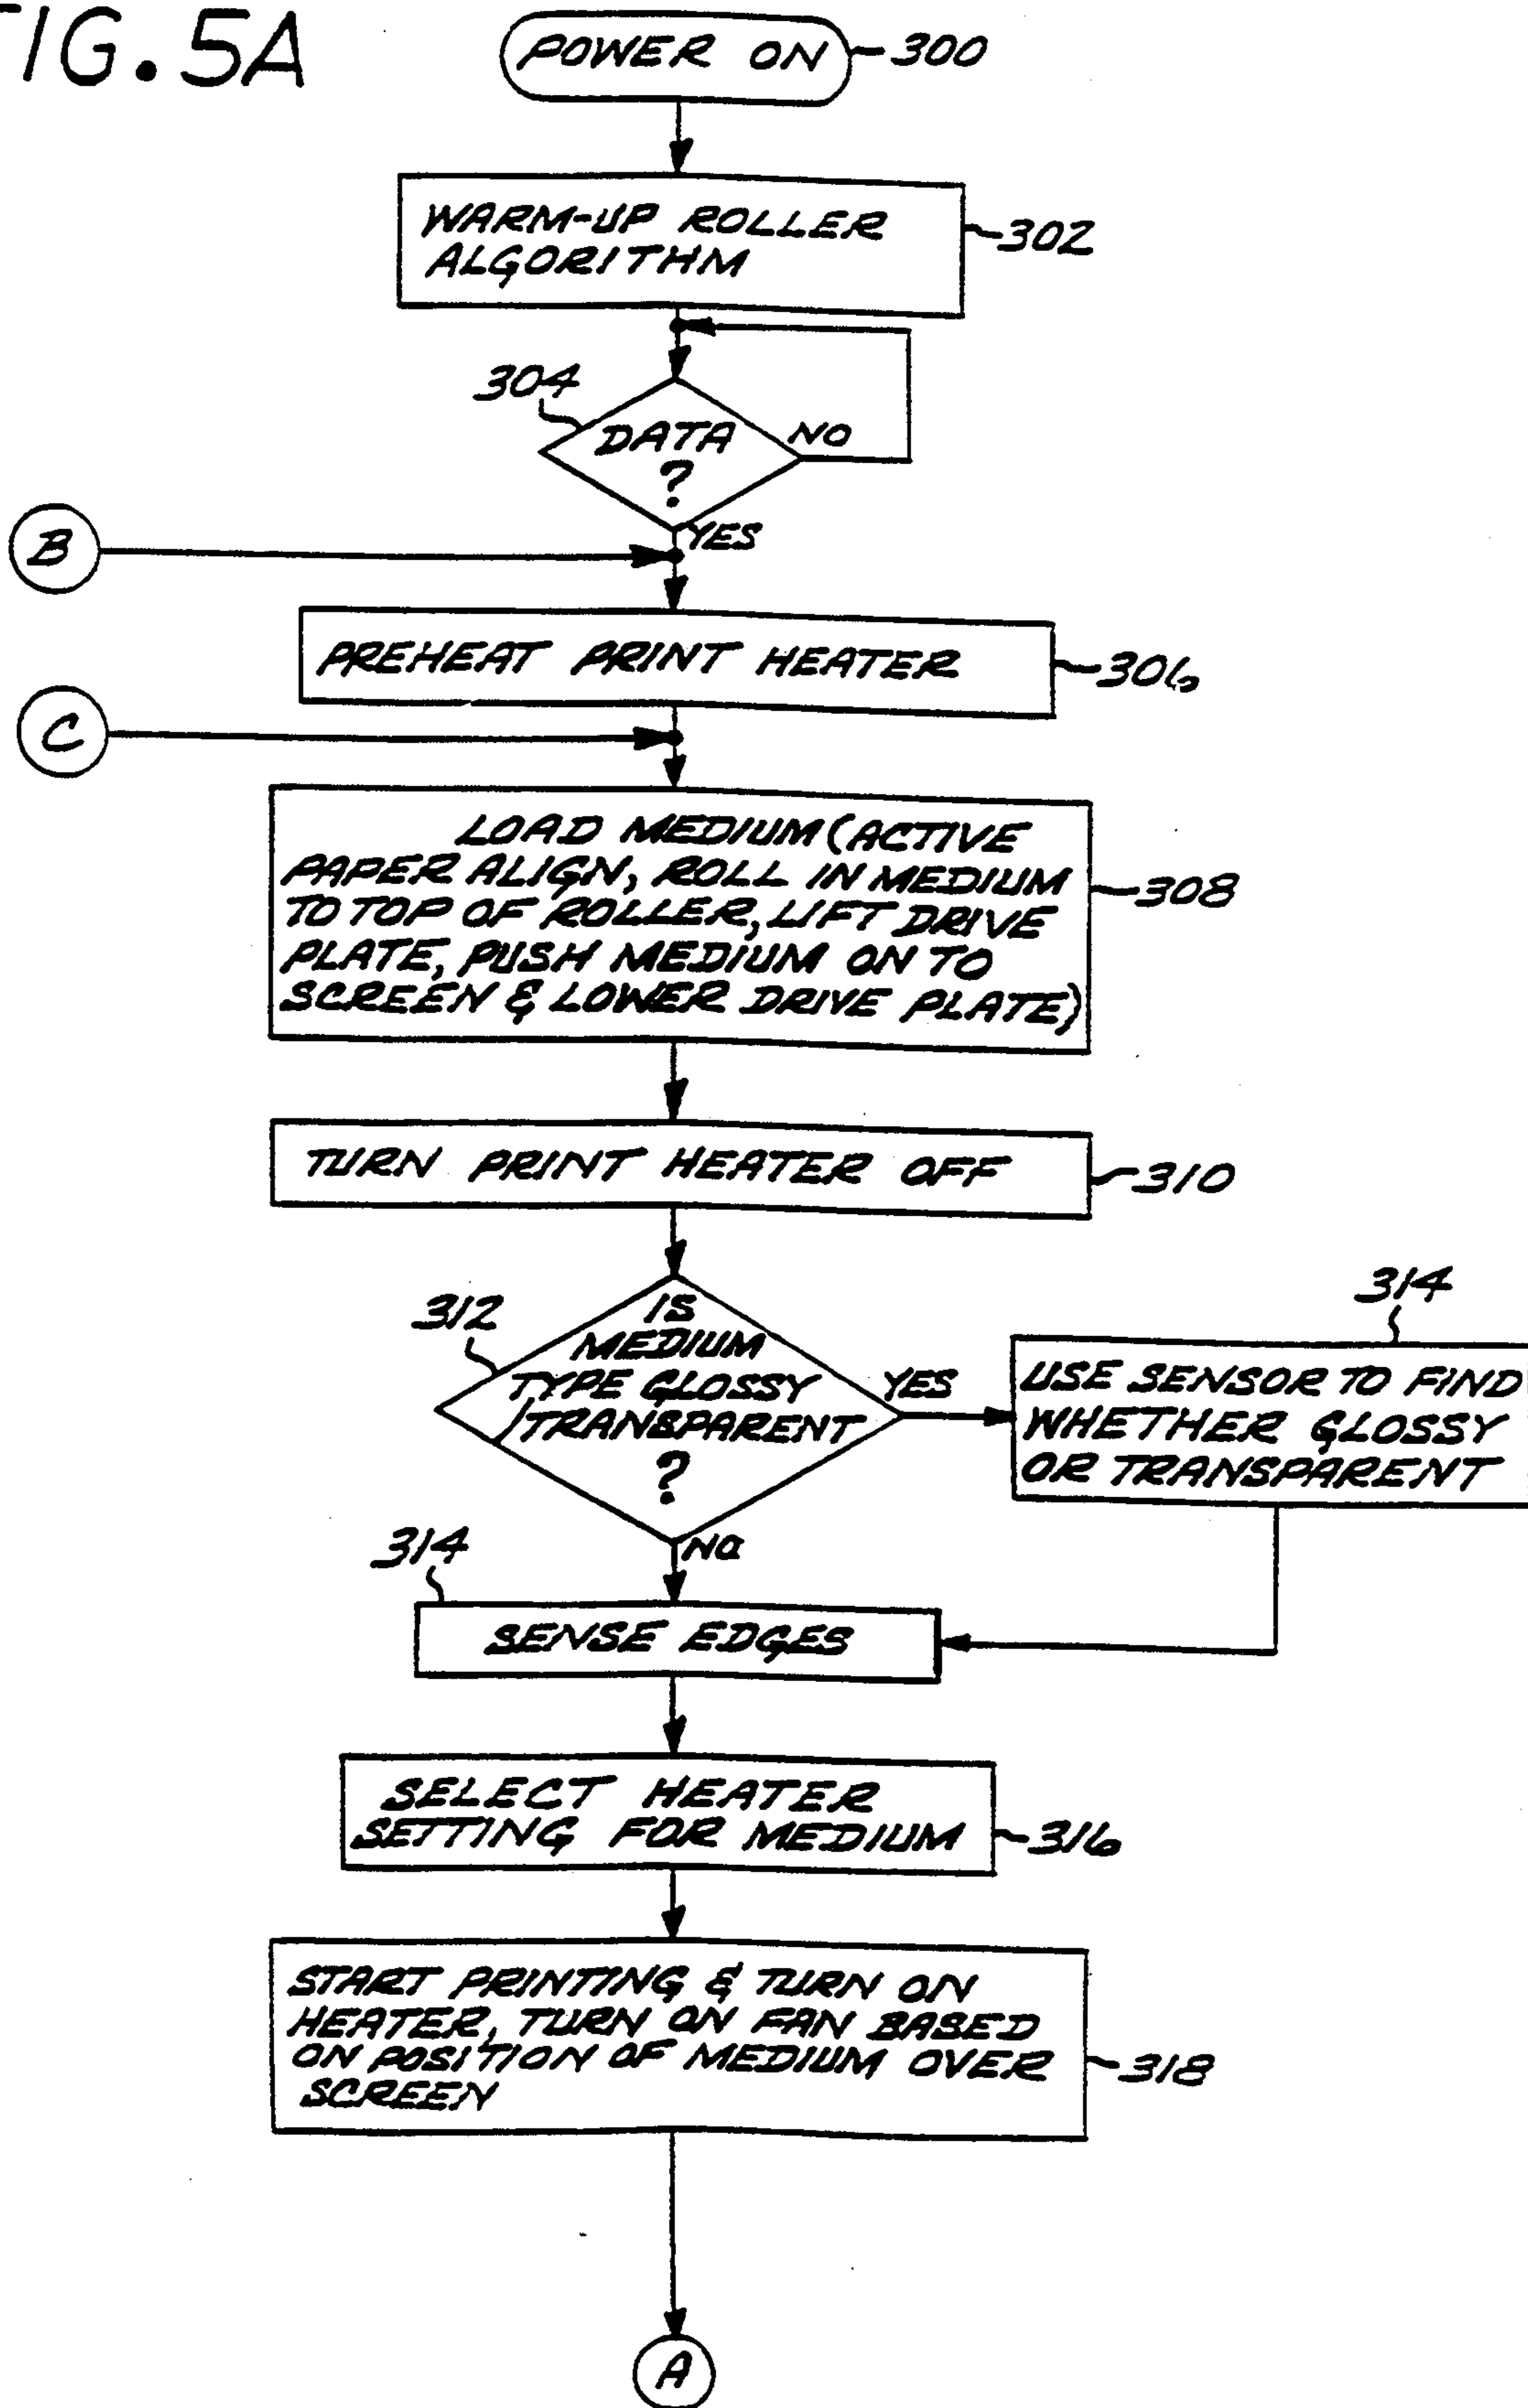 FIG. 5A
POWER ON
300
WARM-UP ROLLER
ALGORITHM
302
304
DATA
?
NO
YES
B
PREHEAT PRINT HEATER
306
C
LOAD MEDIUM (ACTIVE
PAPER ALIGN, ROLL IN MEDIUM
TO TOP OF ROLLER, LIFT DRIVE
PLATE, PUSH MEDIUM ON TO
SCREEN & LOWER DRIVE PLATE)
308
TURN PRINT HEATER OFF
310
312
IS
MEDIUM
TYPE GLOSSY
/TRANSPARENT
?
YES
NO
314
USE SENSOR TO FIND
WHETHER GLOSSY
OR TRANSPARENT
314
SENSE EDGES
SELECT HEATER
SETTING FOR MEDIUM
316
START PRINTING & TURN ON
HEATER, TURN ON FAN BASED
ON POSITION OF MEDIUM OVER
SCREEN
318
A